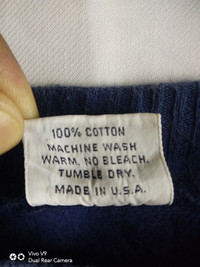 100% COTTON
MACHINE WASH
WARM. NO BLEACH.
TUMBLE DRY.
MADE IN U.S.A.
Vivo V9
Dual Rear Camera